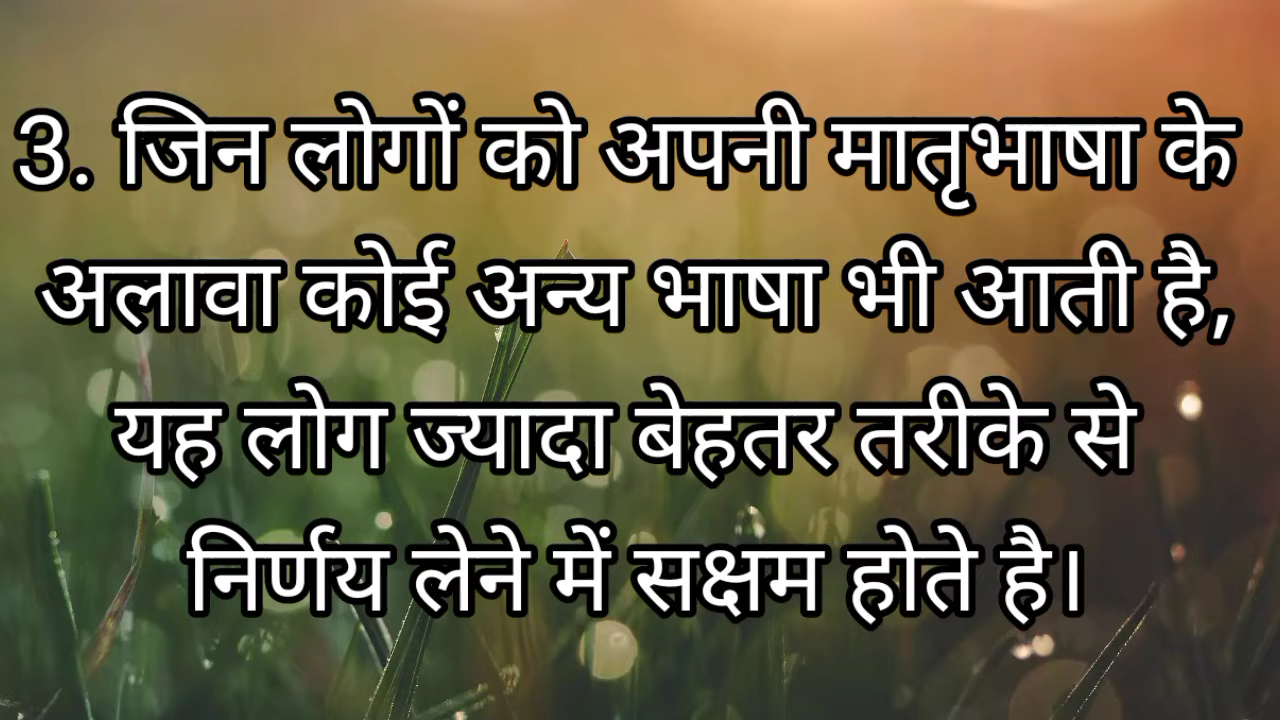 3. जिन लोगों को अपनी मातृभाषा के
अलावा कोई अन्य भाषा भी आती है,
यह लोग ज्यादा बेहतर तरीके से
निर्णय लेने में सक्षम होते है।